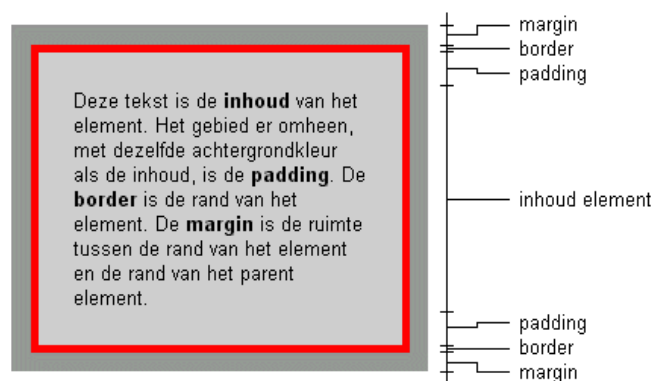 Deze tekst is de inhoud van het
element. Het gebied er omheen,
met dezelfde achtergrondkleur
als de inhoud, is de padding. De
border is de rand van het
element. De margin is de ruimte
tussen de rand van het element
en de rand van het parent
element.
margin
border
padding
inhoud element
padding
border
margin